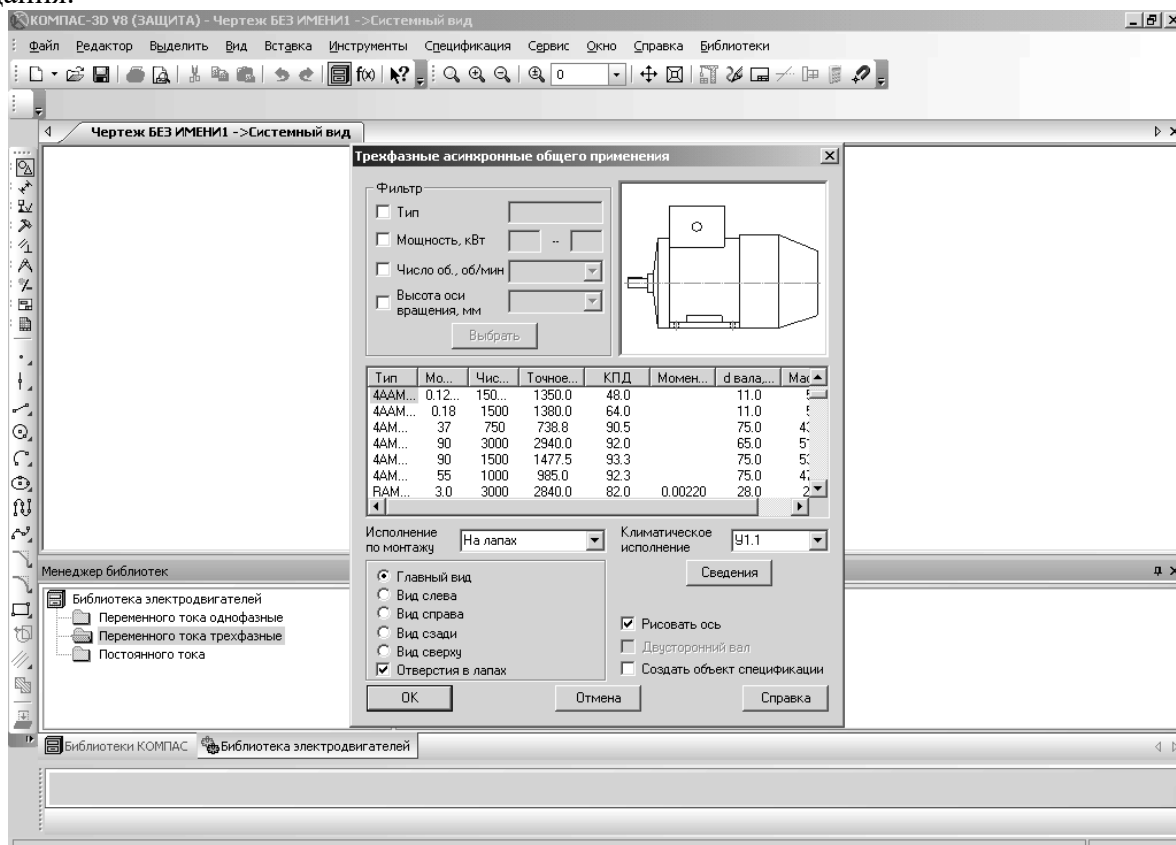 КОМПАС-3D V8 (ЗАЩИТА) - Чертеж БЕЗ ИМЕНИ1 ->Системный вид
Файл Редактор Выделить Вид Вставка Инструменты Спецификация Сервис Окно Справка Библиотеки
f(x) 0
Чертеж БЕЗ ИМЕНИ1 ->Системный вид
Трехфазные асинхронные общего применения
Фильтр
Тип
Мощность, кВт --
Число об., об/мин
Высота оси
вращения, мм
Выбрать
Тип Мо... Чис... Точное... КПД Момен... d вала,...
4ААМ... 0.12... 150... 1350.0 48.0 11.0
4ААМ... 0.18 1500 1380.0 64.0 11.0
4АМ... 37 750 738.8 90.5 75.0
4АМ... 90 3000 2940.0 92.0 65.0
4АМ... 90 1500 1477.5 93.3 75.0
4АМ... 55 1000 985.0 92.3 75.0
RAM... 3.0 3000 2840.0 82.0 0.00220 28.0
Исполнение
по монтажу
На лапах
Климатическое
исполнение
У1.1
Сведения
Главный вид
Вид слева
Вид справа
Вид сзади
Вид сверху
Отверстия в лапах
Рисовать ось
Двусторонний вал
Создать объект спецификации
OK Отмена Справка
Менеджер библиотек
Библиотека электродвигателей
Переменного тока однофазные
Переменного тока трехфазные
Постоянного тока
Библиотеки КОМПАС Библиотека электродвигателей